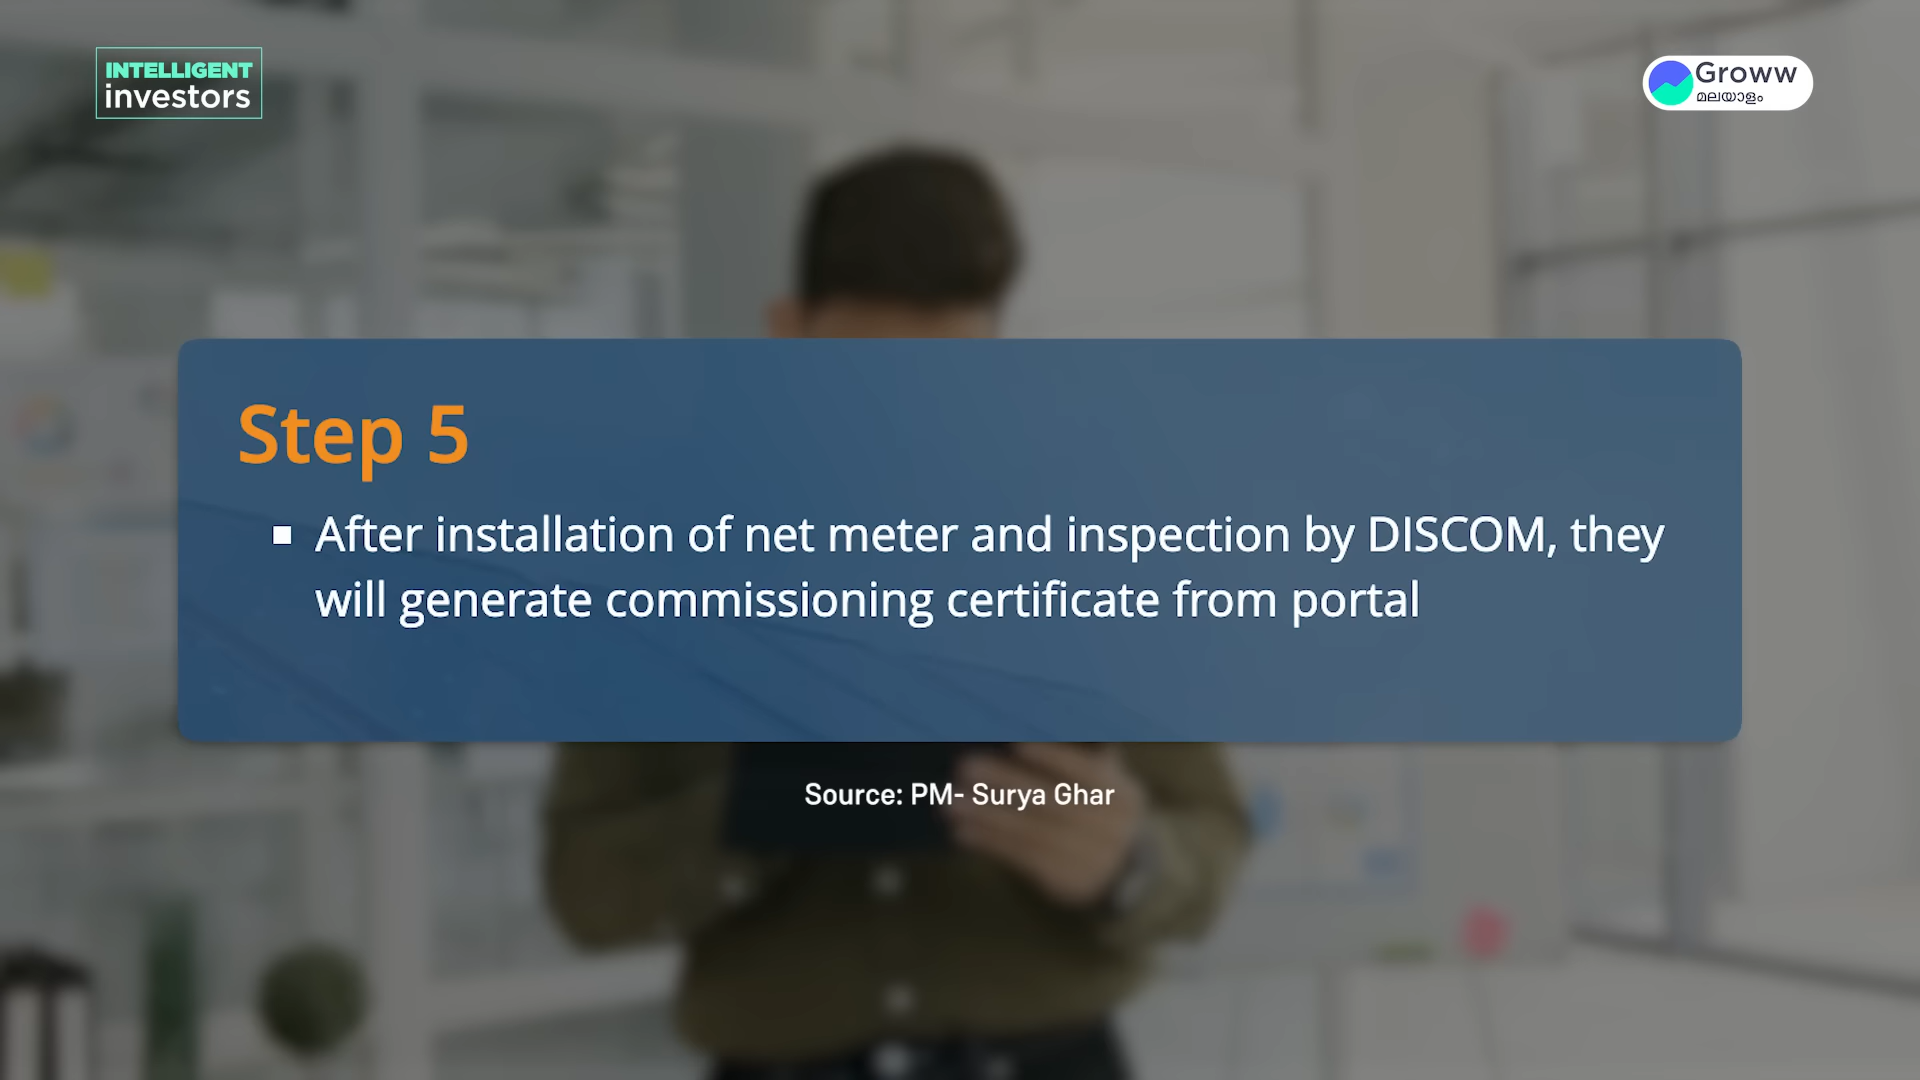 INTELLIGENT
investors
Groww
മലയാളം
Step 5
▪ After installation of net meter and inspection by DISCOM, they
will generate commissioning certificate from portal
Source: PM- Surya Ghar